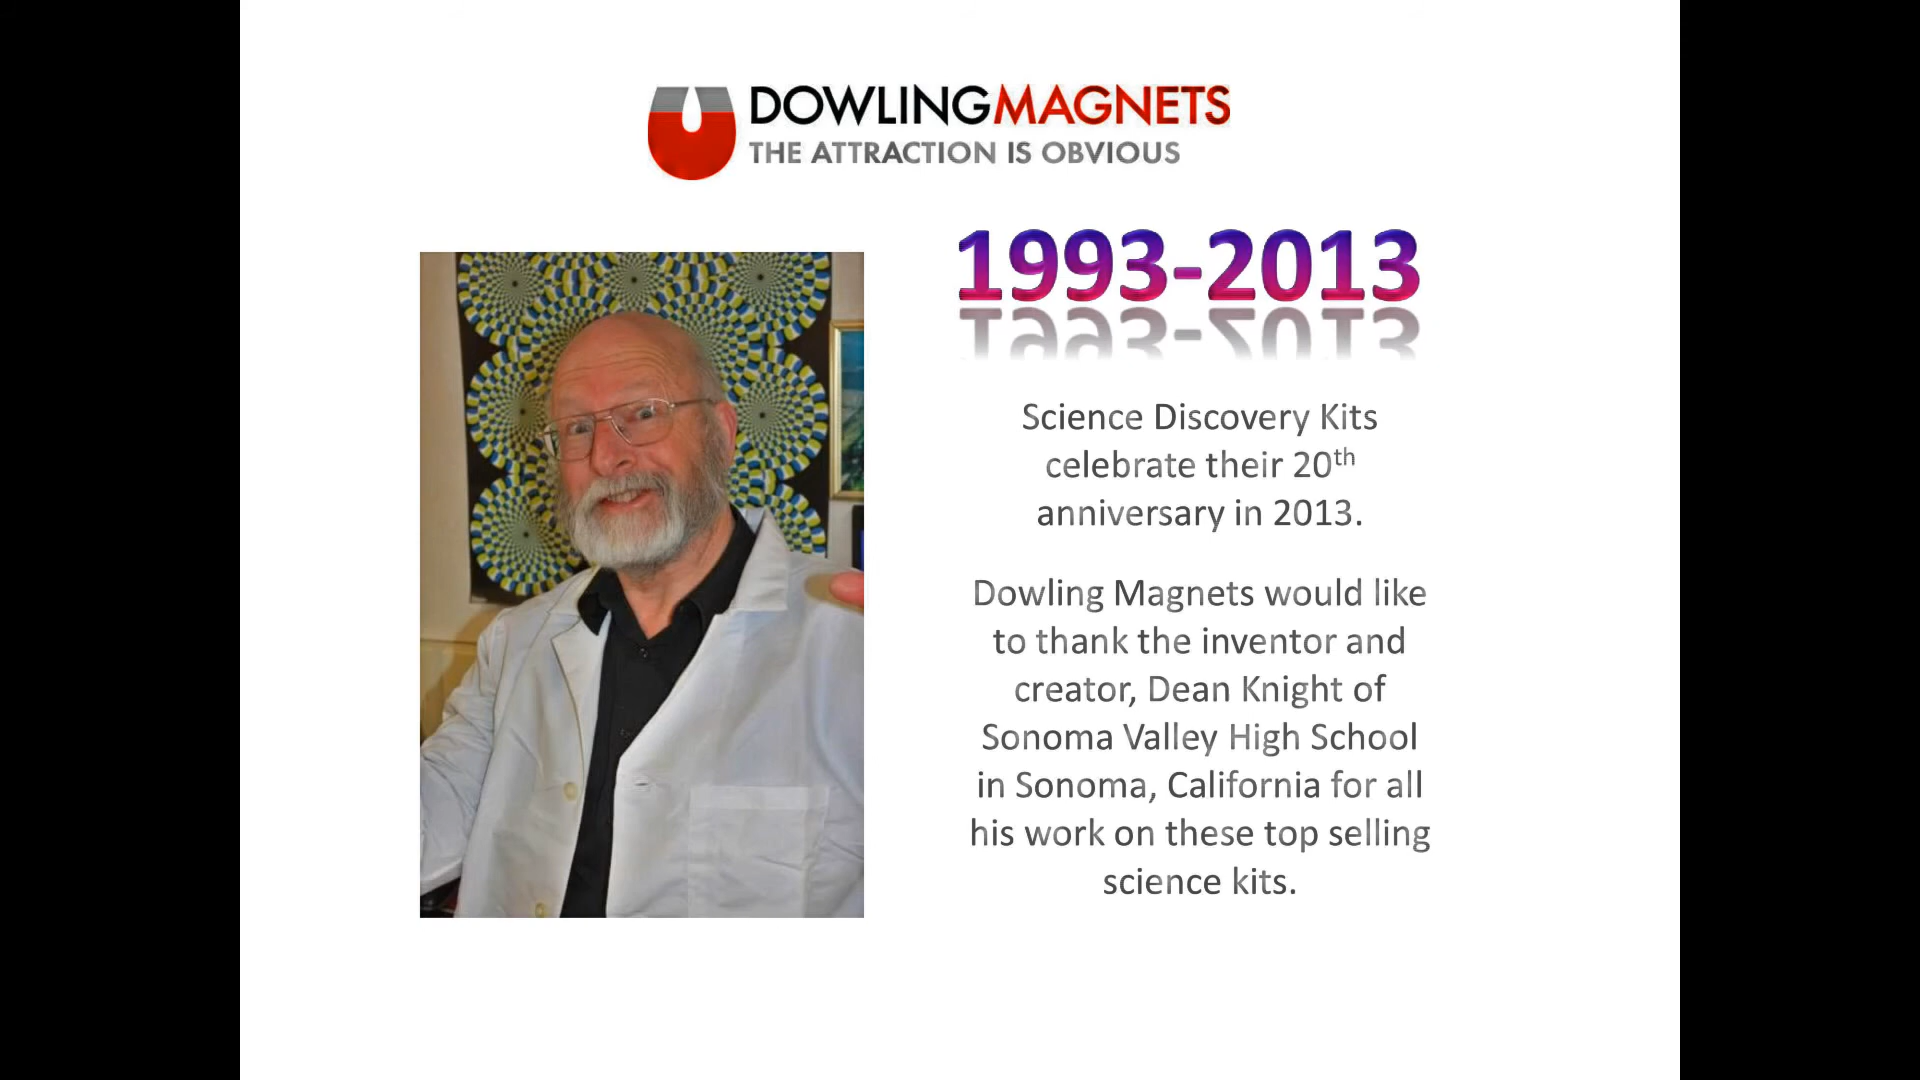 DOWLINGMAGNETS
THE ATTRACTION IS OBVIOUS
1993-2013
Science Discovery Kits
celebrate their 20th
anniversary in 2013.
Dowling Magnets would like
to thank the inventor and
creator, Dean Knight of
Sonoma Valley High School
in Sonoma, California for all
his work on these top selling
science kits.